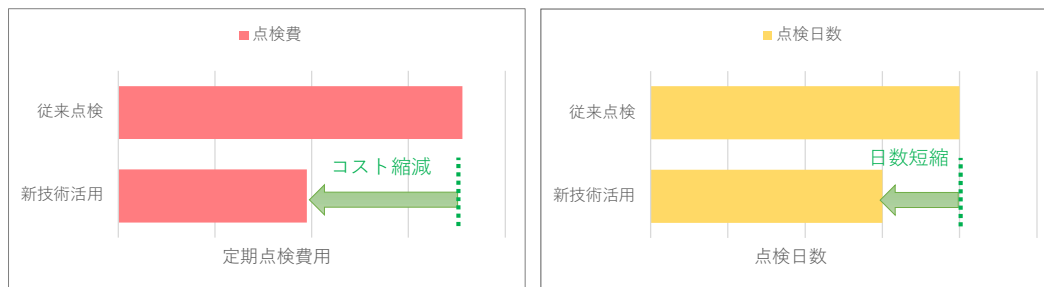 点検費
従来点検
コスト縮減
新技術活用
定期点検費用
点検日数
従来点検
日数短縮
新技術活用
点検日数